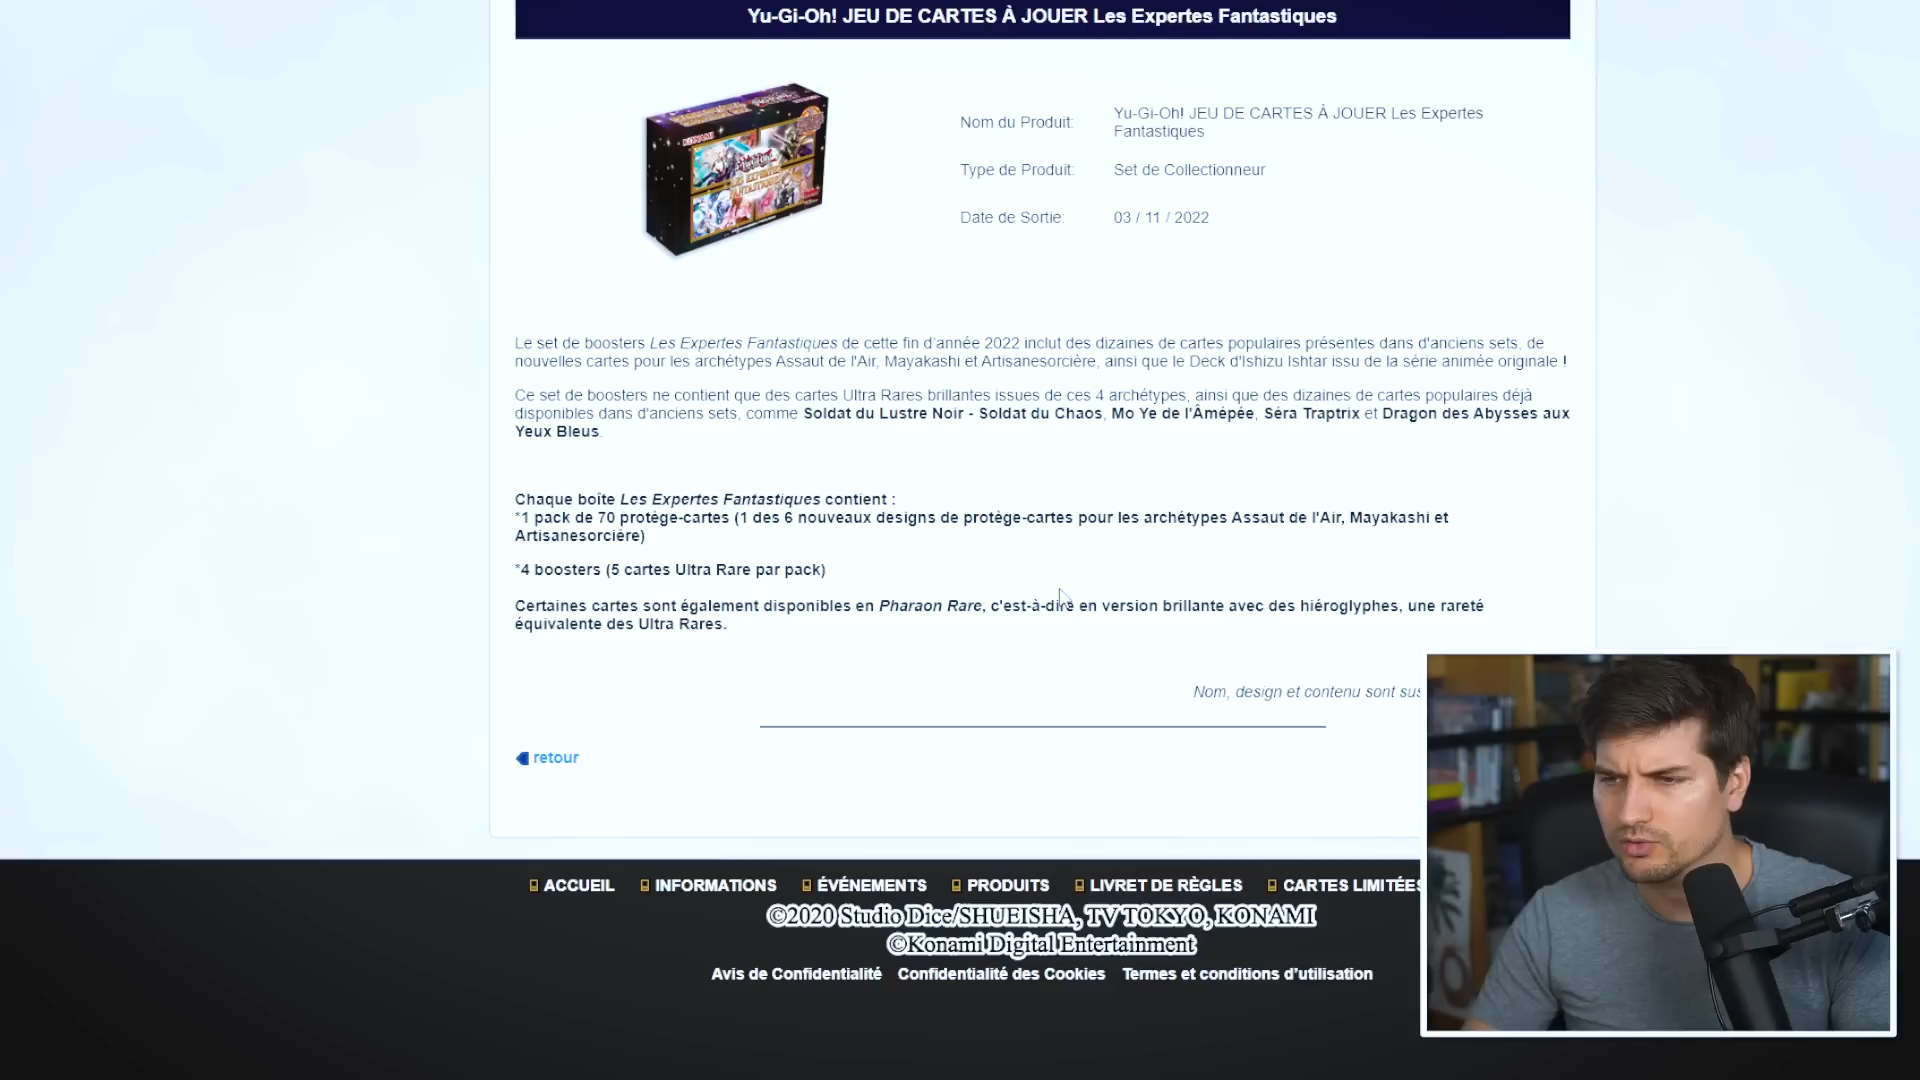 Yu-Gi-Oh! JEU DE CARTES À JOUER Les Expertes Fantastiques
KONAMI
LES EXPERTES
FANTASTIQUES
Nom du Produit:
Yu-Gi-Oh! JEU DE CARTES À JOUER Les Expertes
Fantastiques
Type de Produit:
Set de Collectionneur
Date de Sortie:
03 / 11 / 2022
Le set de boosters Les Expertes Fantastiques de cette fin d'année 2022 inclut des dizaines de cartes populaires présentes dans d'anciens sets, de
nouvelles cartes pour les archétypes Assaut de l'Air, Mayakashi et Artisanesorcière, ainsi que le Deck d'Ishizu Ishtar issu de la série animée originale !
Ce set de boosters ne contient que des cartes Ultra Rares brillantes issues de ces 4 archétypes, ainsi que des dizaines de cartes populaires déjà
disponibles dans d'anciens sets, comme Soldat du Lustre Noir - Soldat du Chaos, Mo Ye de l'Âmépée, Séra Traptrix et Dragon des Abysses aux
Yeux Bleus.
Chaque boîte Les Expertes Fantastiques contient :
*1 pack de 70 protège-cartes (1 des 6 nouveaux designs de protège-cartes pour les archétypes Assaut de l'Air, Mayakashi et
Artisanesorcière)
*4 boosters (5 cartes Ultra Rare par pack)
Certaines cartes sont également disponibles en Pharaon Rare, c'est-à-dire en version brillante avec des hiéroglyphes, une rareté
équivalente des Ultra Rares.
Nom, design et contenu sont sus
retour
ACCUEIL INFORMATIONS ÉVÉNEMENTS PRODUITS LIVRET DE RÈGLES CARTES LIMITÉES
©2020 Studio Dice/SHUEISHA, TV TOKYO, KONAMI
©Konami Digital Entertainment
Avis de Confidentialité Confidentialité des Cookies Termes et conditions d'utilisation